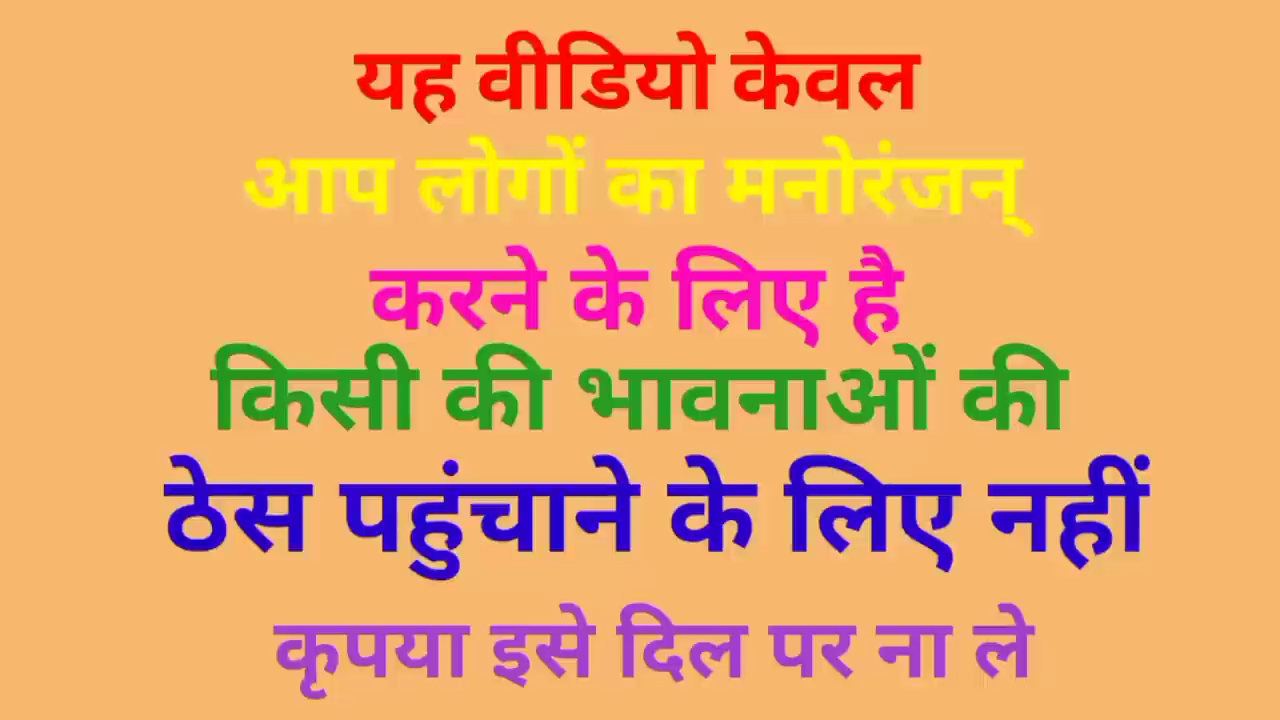 यह वीडियो केवल
आप लोगों का मनोरंजन्
करने के लिए है
किसी की भावनाओं की
ठेस पहुंचाने के लिए नहीं
कृपया इसे दिल पर ना ले